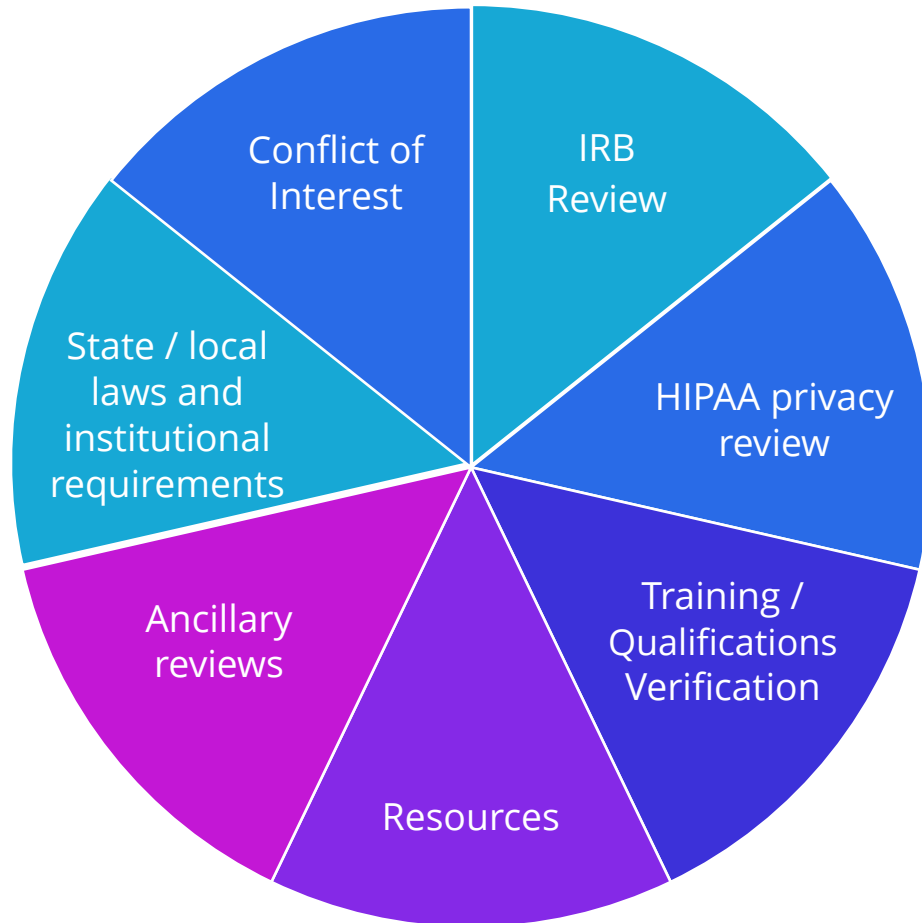 Conflict of
Interest
IRB
Review
HIPAA privacy
review
Training /
Qualifications
Verification
Resources
Ancillary
reviews
State / local
laws and
institutional
requirements